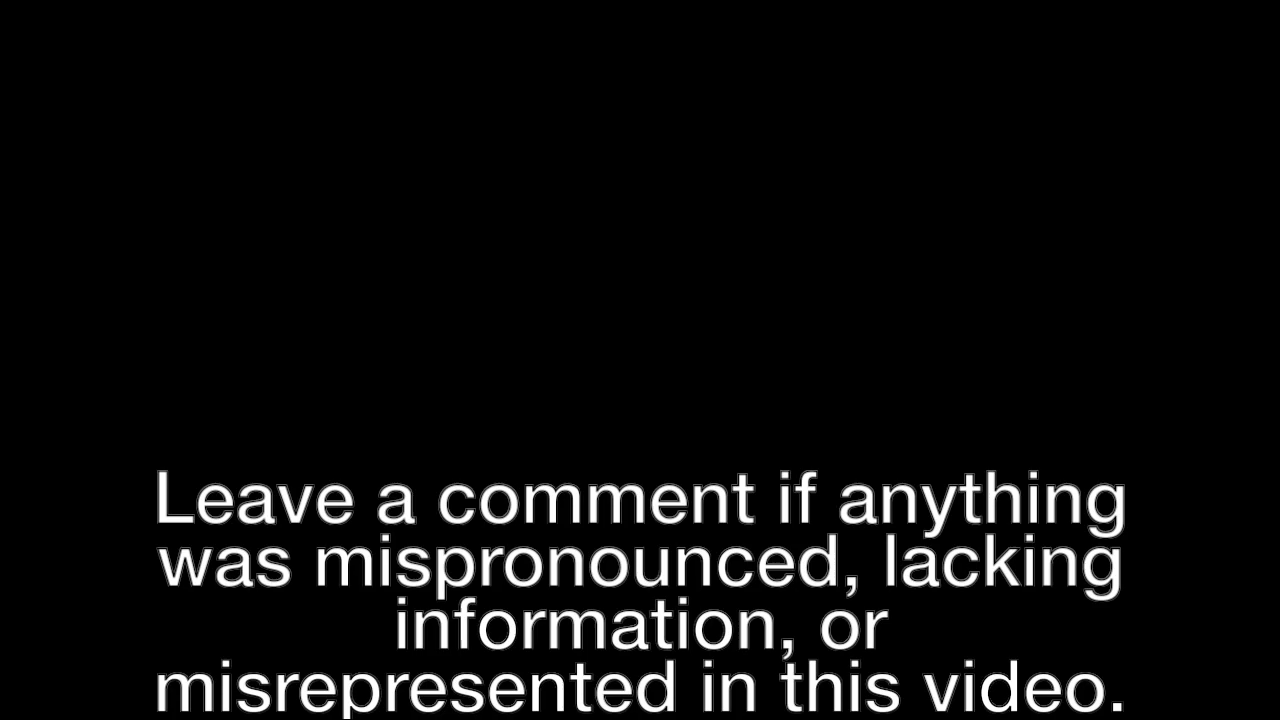 Leave a comment if anything
was mispronounced, lacking
information, or
misrepresented in this video.